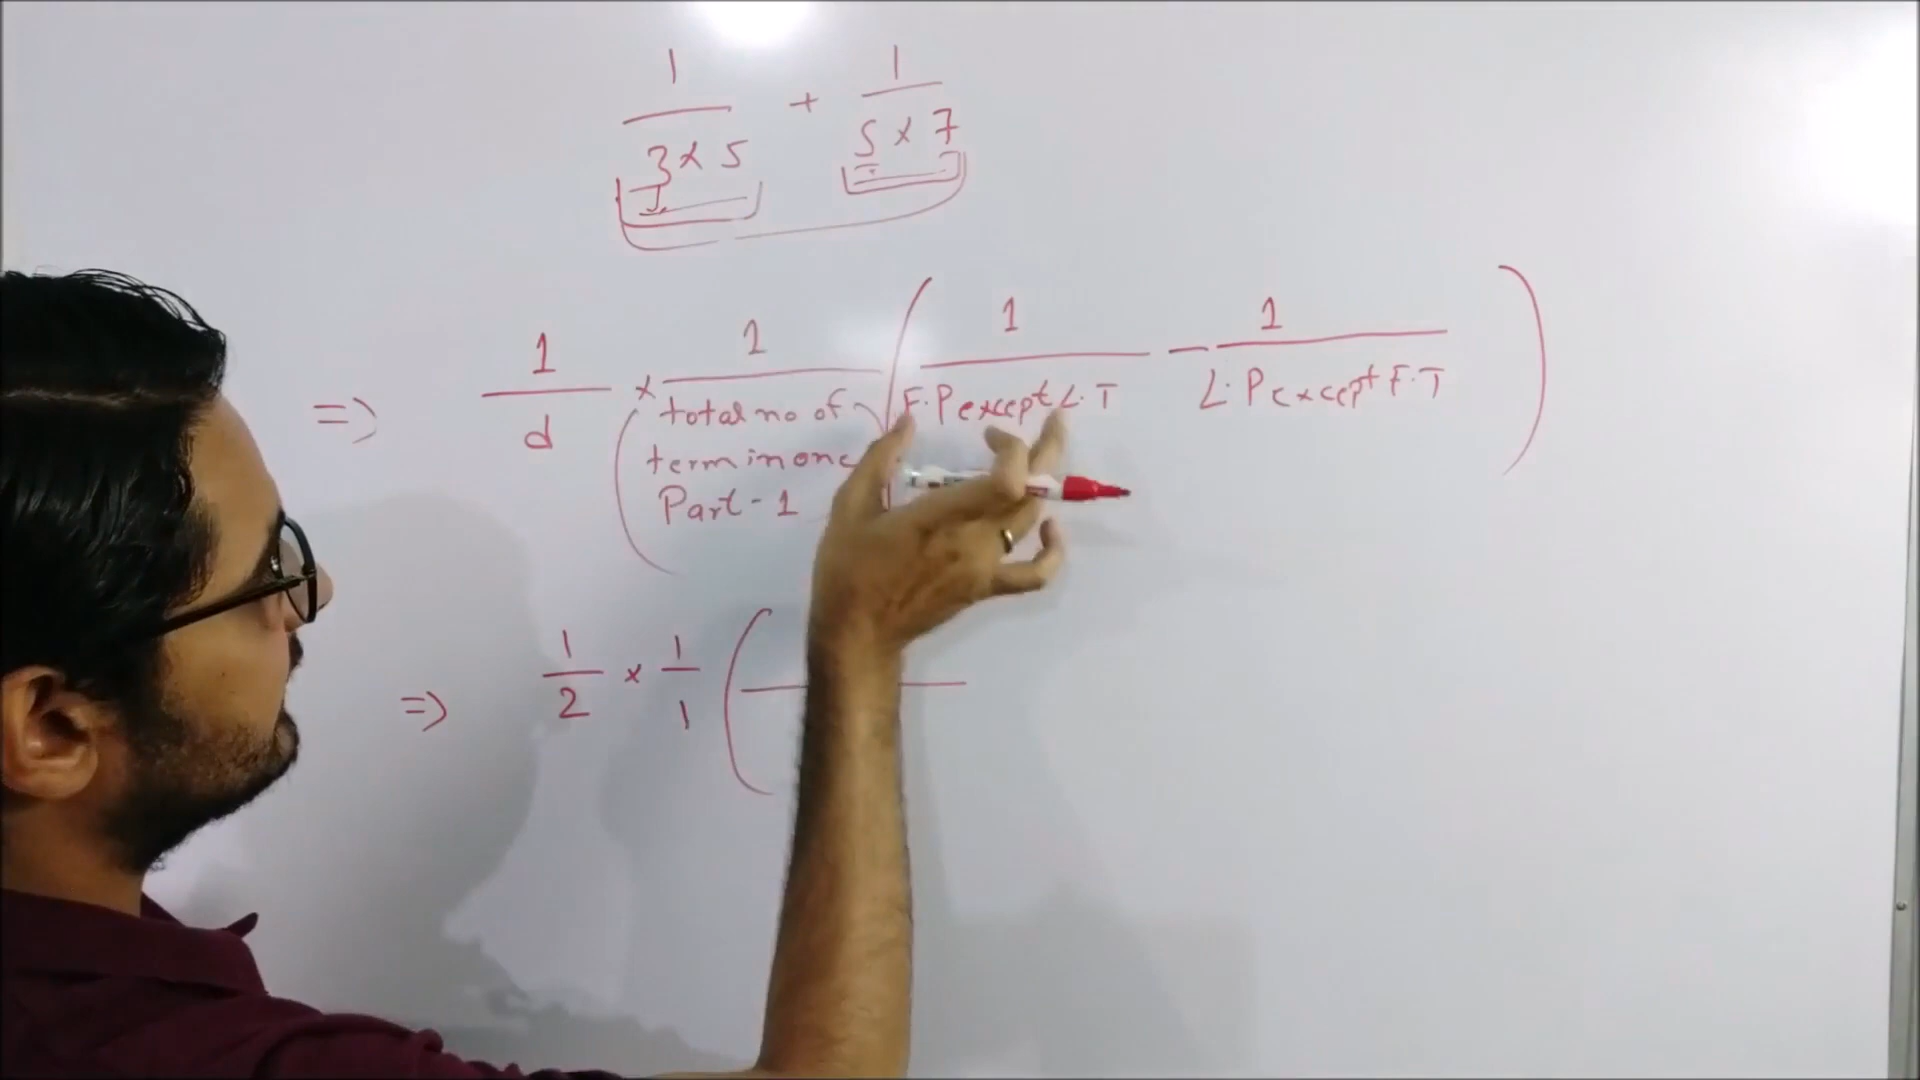 1 + 1
3 x 5 5 x 7
=> 1 x 1 ( 1 - 1 )
d (total no of F.P except L.T L.P except F.T
term in one
Part - 1
=> 1 x 1 (
2 1